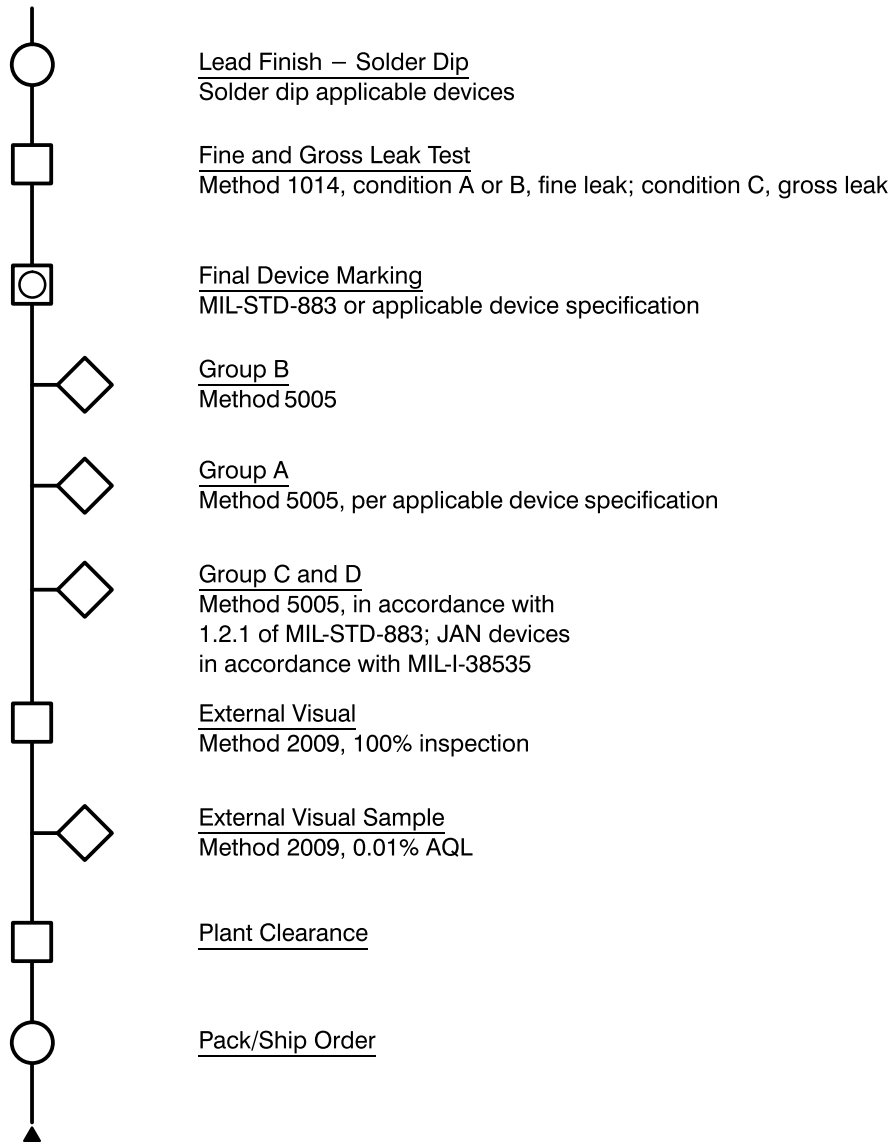 Lead Finish – Solder Dip
Solder dip applicable devices
Fine and Gross Leak Test
Method 1014, condition A or B, fine leak; condition C, gross leak
Final Device Marking
MIL-STD-883 or applicable device specification
Group B
Method 5005
Group A
Method 5005, per applicable device specification
Group C and D
Method 5005, in accordance with
1.2.1 of MIL-STD-883; JAN devices
in accordance with MIL-I-38535
External Visual
Method 2009, 100% inspection
External Visual Sample
Method 2009, 0.01% AQL
Plant Clearance
Pack/Ship Order